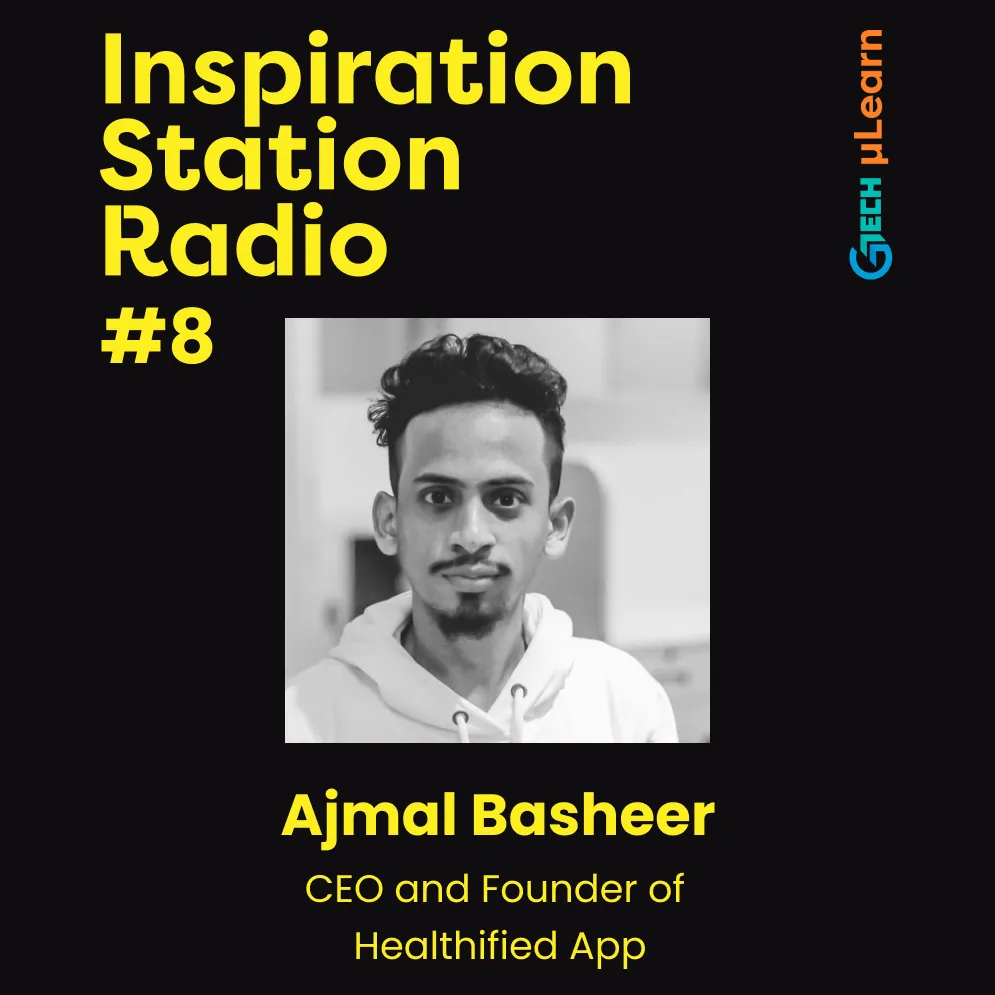 Inspiration
Station
Radio
#8
GTECH µLearn
Ajmal Basheer
CEO and Founder of
Healthified App